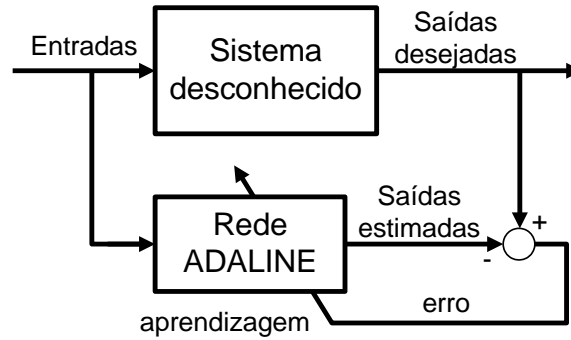 Entradas
Sistema
desconhecido
Saídas
desejadas
Rede
ADALINE
Saídas
estimadas
+
-
erro
aprendizagem